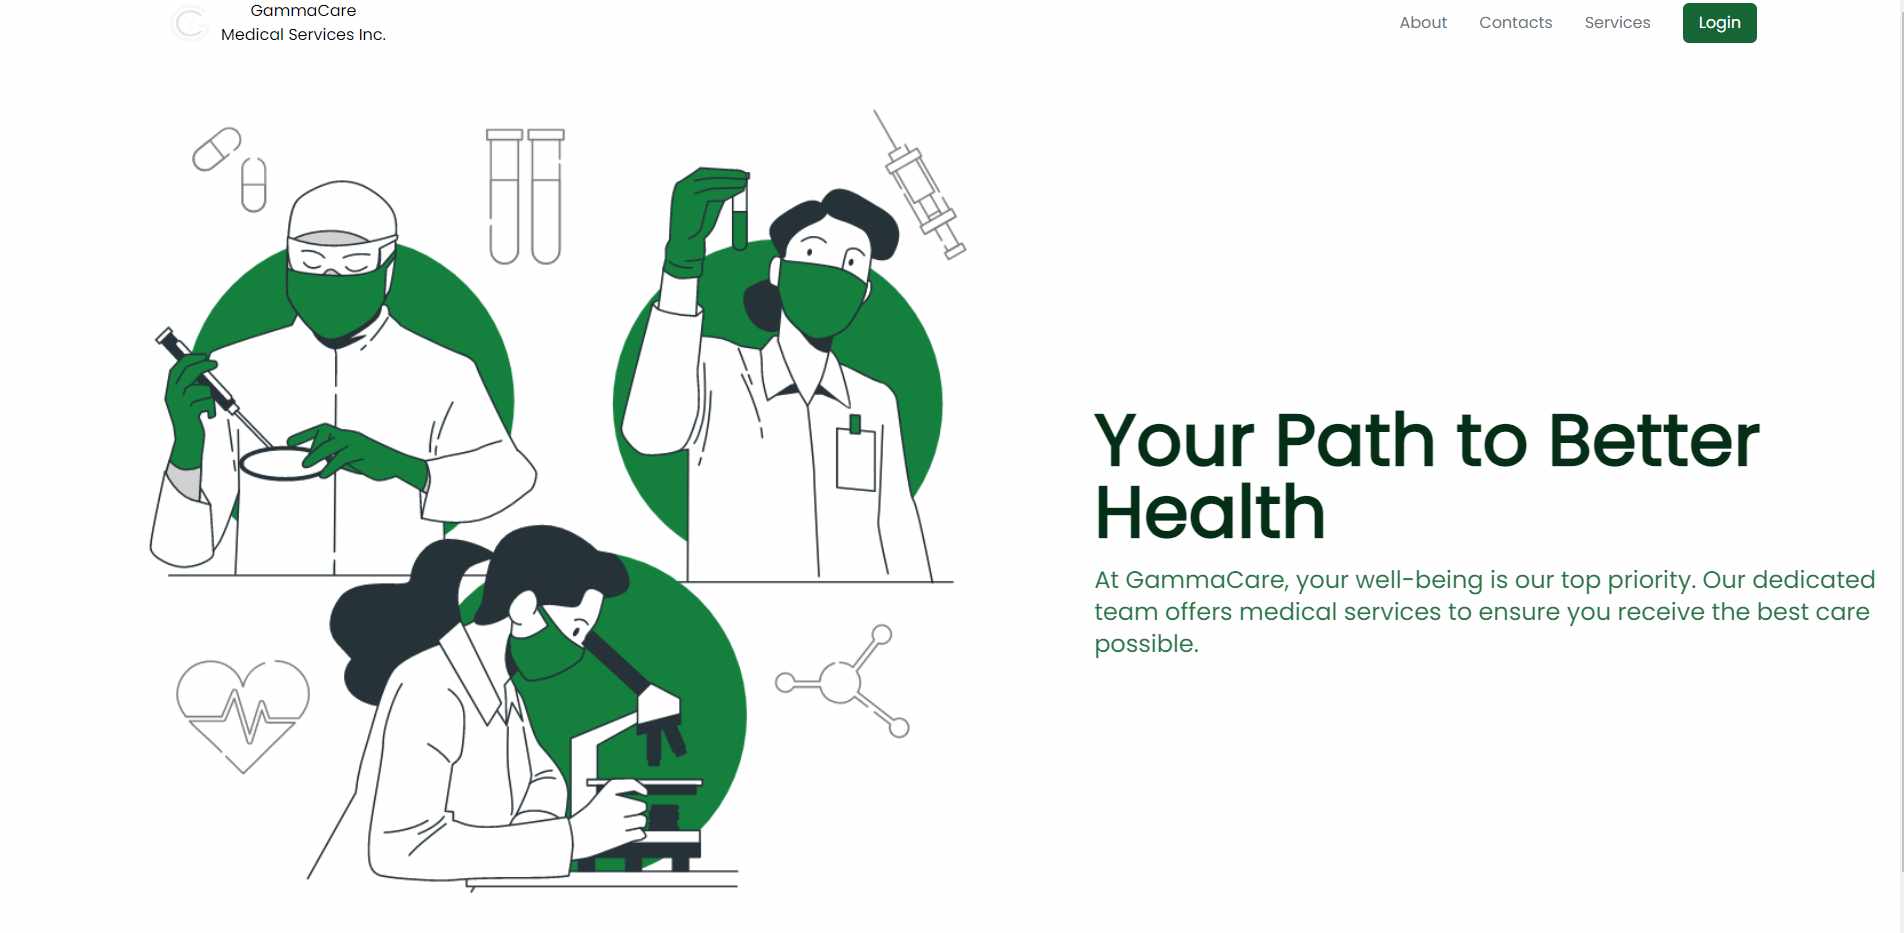 GammaCare
Medical Services Inc.
About
Contacts
Services
Login
Your Path to Better
Health
At GammaCare, your well-being is our top priority. Our dedicated
team offers medical services to ensure you receive the best care
possible.